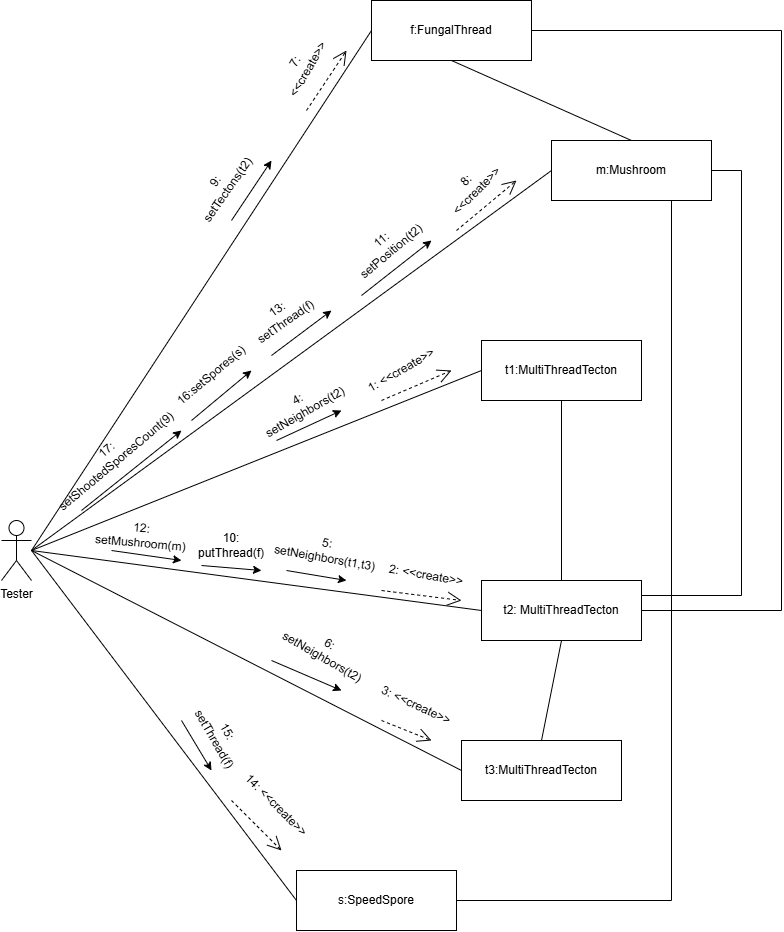 f:FungalThread
7:
<<create>>
9:
setTectons(t2)
m:Mushroom
8:
<<create>>
11:
setPosition(t2)
13:
setThread(f)
16:setSpores(s)
17:
setShootedSporesCount(9)
t1:MultiThreadTecton
1: <<create>>
4:
setNeighbors(t2)
Tester
12:
setMushroom(m)
10:
putThread(f)
5:
setNeighbors(t1,t3)
2: <<create>>
t2: MultiThreadTecton
6:
setNeighbors(t2)
3: <<create>>
t3:MultiThreadTecton
15:
setThread(f)
14: <<create>>
s:SpeedSpore